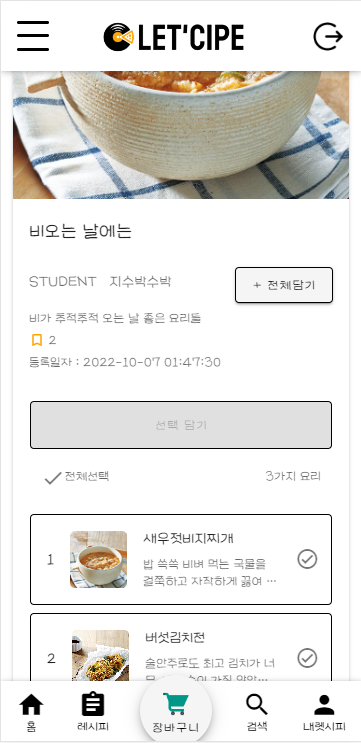 LET'CIPE
비오는 날에는
STUDENT 지수박수박
+ 전체담기
비가 추적추적 오는 날 좋은 요리들
2
등록일자 : 2022-10-07 01:47:30
선택 담기
전체선택
3가지 요리
1
새우젓비지찌개
밥 쓱쓱 비벼 먹는 국물을
걸쭉하고 자작하게 끓여 ...
2
버섯김치전
술안주로도 최고 김치가 너
홈
레시피
장바구니
검색
내렛시피